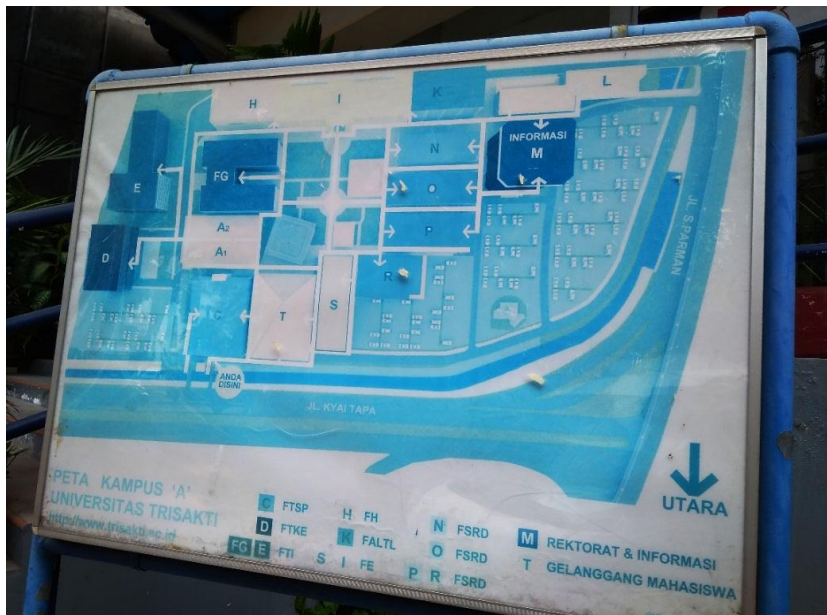 H
I
K
L
INFORMASI
M
N
E
FG
O
A2
P
A1
D
R
S
C
T
JL. S.PARMAN
ANDA
DISINI
JL. KYAI TAPA
UTARA
PETA KAMPUS 'A'
UNIVERSITAS TRISAKTI
http://www.trisakti.ac.id
C FTSP
D FTKE
FG E FTI
H FH
K FALTL
S I FE
N FSRD
O FSRD
P R FSRD
M REKTORAT & INFORMASI
T GELANGGANG MAHASISWA